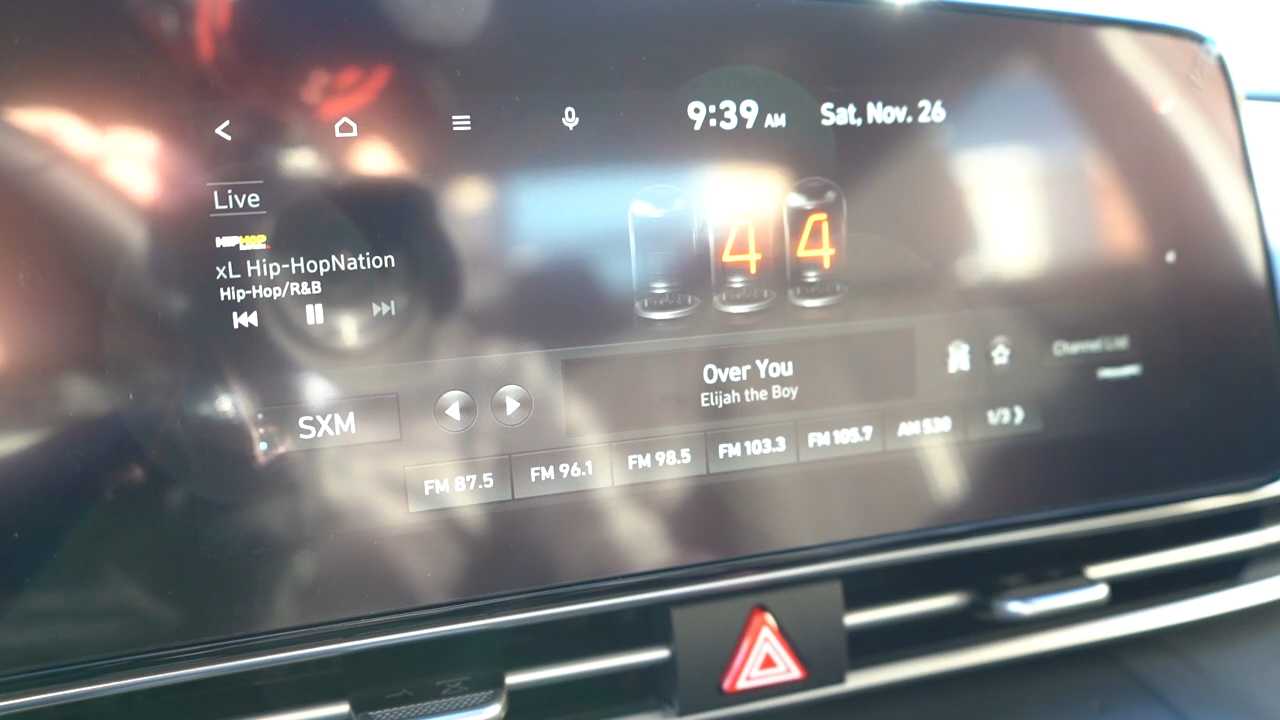 9:39 AM Sat, Nov. 26
Live
HIPHOP
xL Hip-HopNation
Hip-Hop/R&B
44
Over You
Elijah the Boy
Channel List
SXM
FM 87.5 FM 96.1 FM 98.5 FM 103.3 FM 105.7 AM 530 1/3